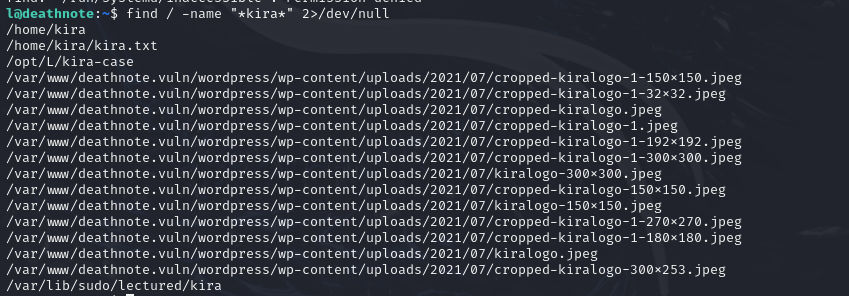 l@deathnote:~$ find / -name "*kira*" 2>/dev/null
/home/kira
/home/kira/kira.txt
/opt/L/kira-case
/var/www/deathnote.vuln/wordpress/wp-content/uploads/2021/07/cropped-kiralogo-1-150×150.jpeg
/var/www/deathnote.vuln/wordpress/wp-content/uploads/2021/07/cropped-kiralogo-1-32×32.jpeg
/var/www/deathnote.vuln/wordpress/wp-content/uploads/2021/07/cropped-kiralogo.jpeg
/var/www/deathnote.vuln/wordpress/wp-content/uploads/2021/07/cropped-kiralogo-1.jpeg
/var/www/deathnote.vuln/wordpress/wp-content/uploads/2021/07/cropped-kiralogo-1-192×192.jpeg
/var/www/deathnote.vuln/wordpress/wp-content/uploads/2021/07/cropped-kiralogo-1-300×300.jpeg
/var/www/deathnote.vuln/wordpress/wp-content/uploads/2021/07/kiralogo-300×300.jpeg
/var/www/deathnote.vuln/wordpress/wp-content/uploads/2021/07/cropped-kiralogo-150×150.jpeg
/var/www/deathnote.vuln/wordpress/wp-content/uploads/2021/07/kiralogo-150×150.jpeg
/var/www/deathnote.vuln/wordpress/wp-content/uploads/2021/07/cropped-kiralogo-1-270×270.jpeg
/var/www/deathnote.vuln/wordpress/wp-content/uploads/2021/07/cropped-kiralogo-1-180×180.jpeg
/var/www/deathnote.vuln/wordpress/wp-content/uploads/2021/07/kiralogo.jpeg
/var/www/deathnote.vuln/wordpress/wp-content/uploads/2021/07/cropped-kiralogo-300×253.jpeg
/var/lib/sudo/lectured/kira